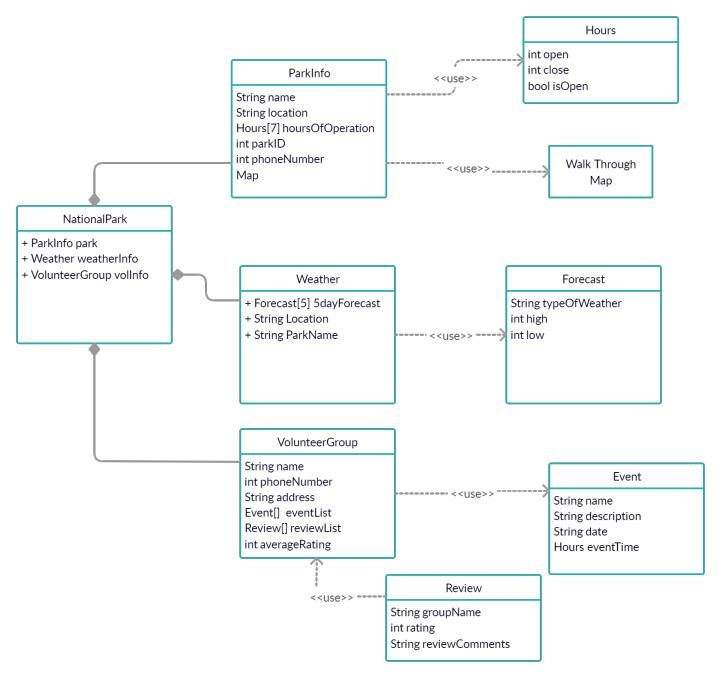 Hours
int open
int close
bool isOpen
<<use>>
ParkInfo
String name
String location
Hours[7] hoursOfOperation
int parkID
int phoneNumber
Map
<<use>>
Walk Through
Map
NationalPark
+ ParkInfo park
+ Weather weatherInfo
+ VolunteerGroup volInfo
Weather
+ Forecast[5] 5dayForecast
+ String Location
+ String ParkName
<<use>>
Forecast
String typeOfWeather
int high
int low
VolunteerGroup
String name
int phoneNumber
String address
Event[] eventList
Review[] reviewList
int averageRating
<<use>>
Event
String name
String description
String date
Hours eventTime
<<use>>
Review
String groupName
int rating
String reviewComments